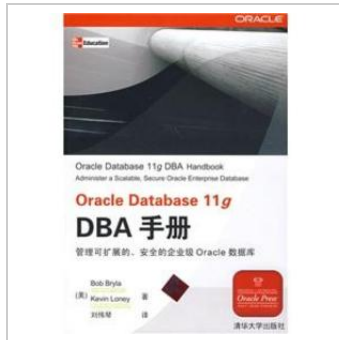 ORACLE
Education
Oracle Database 11g DBA Handbook
Administer a Scalable, Secure Oracle Enterprise Database
Oracle Database 11g
DBA 手册
管理可扩展的、安全的企业级 Oracle 数据库
Bob Bryla
(美) Kevin Loney 著
刘伟琴 译
Oracle Press
清华大学出版社